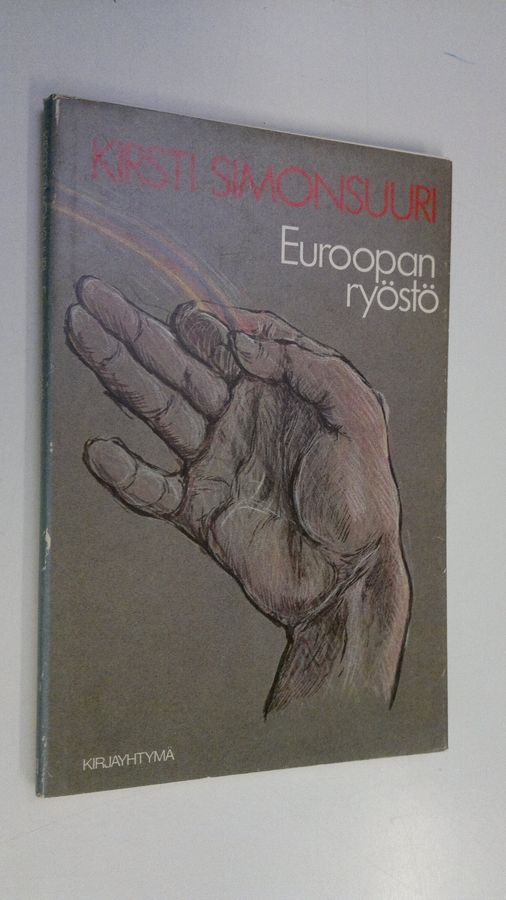 KIRSTI SIMONSUURI
Euroopan
ryöstö
KIRJAYHTYMÄ